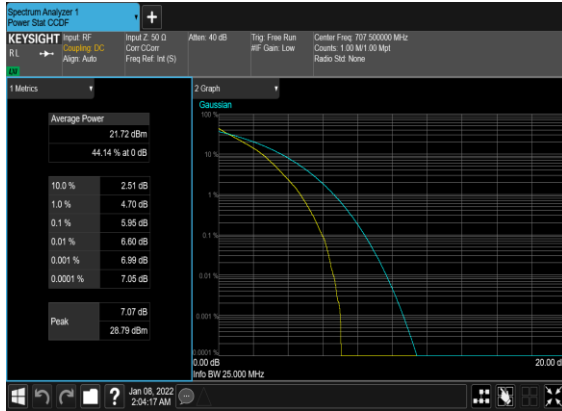 Spectrum Analyzer 1
Power Stat CCDF
+
KEYSIGHT
RL
LU
Input: RF
Coupling: DC
Align: Auto
Input Z: 50 Ω
Corr CCorr
Freq Ref: Int (S)
Atten: 40 dB
Trig: Free Run
#IF Gain: Low
Center Freq: 707.500000 MHz
Counts: 1.00 M/1.00 Mpt
Radio Std: None
1 Metrics
Average Power
21.72 dBm
44.14 % at 0 dB
10.0 % 2.51 dB
1.0 % 4.70 dB
0.1 % 5.95 dB
0.01 % 6.60 dB
0.001 % 6.99 dB
0.0001 % 7.05 dB
Peak
7.07 dB
28.79 dBm
2 Graph
Gaussian
100 %
10 %
1 %
0.1 %
0.01 %
0.001 %
0.0001 %
0.00 dB
20.00 d
Info BW 25.000 MHz
?
Jan 08, 2022
2:04:17 AM